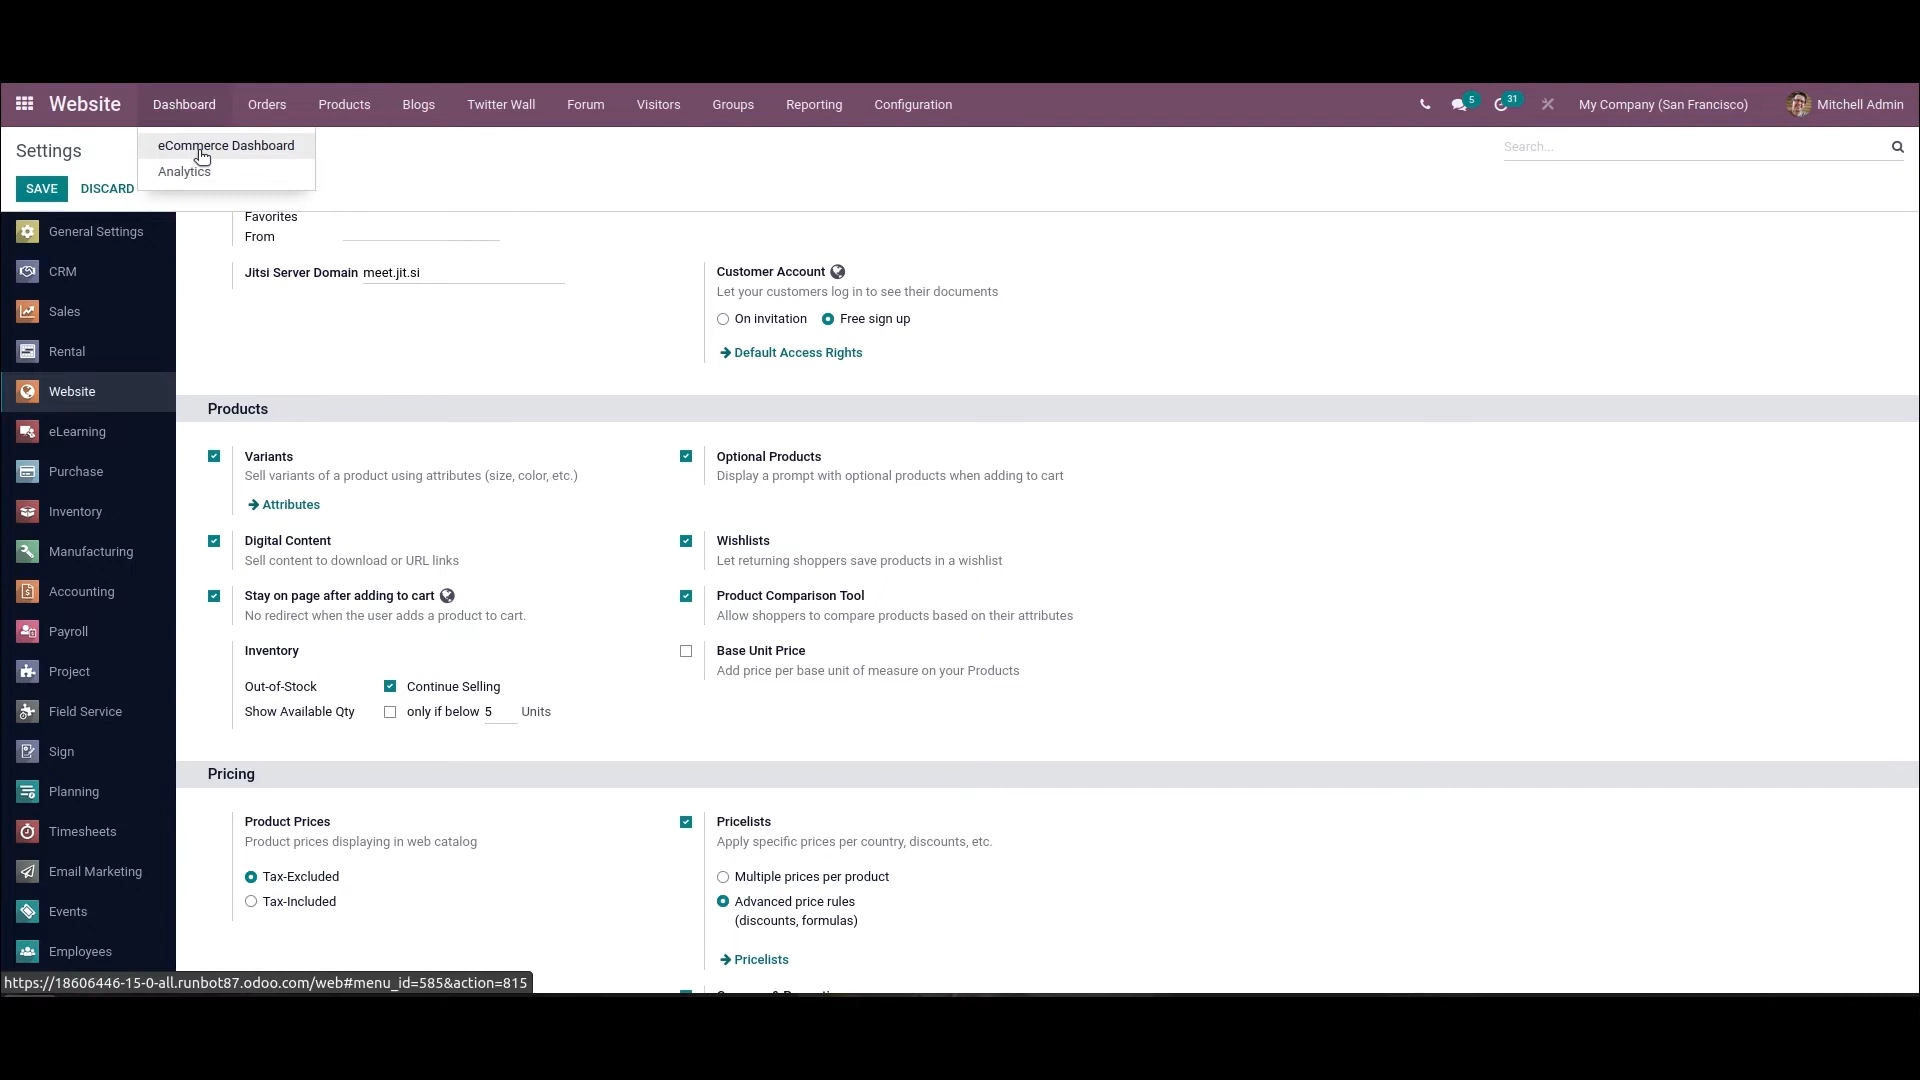 Website Dashboard Orders Products Blogs Twitter Wall Forum Visitors Groups Reporting Configuration 5 31 My Company (San Francisco) Mitchell Admin
eCommerce Dashboard
Analytics
Settings
Search...
SAVE DISCARD
General Settings
CRM
Sales
Rental
Website
eLearning
Purchase
Inventory
Manufacturing
Accounting
Payroll
Project
Field Service
Sign
Planning
Timesheets
Email Marketing
Events
Employees
Favorites
From
Jitsi Server Domain meet.jit.si
Customer Account
Let your customers log in to see their documents
On invitation Free sign up
Default Access Rights
Products
Variants
Sell variants of a product using attributes (size, color, etc.)
Attributes
Optional Products
Display a prompt with optional products when adding to cart
Digital Content
Sell content to download or URL links
Wishlists
Let returning shoppers save products in a wishlist
Stay on page after adding to cart
No redirect when the user adds a product to cart.
Product Comparison Tool
Allow shoppers to compare products based on their attributes
Inventory
Out-of-Stock Continue Selling
Show Available Qty only if below 5 Units
Base Unit Price
Add price per base unit of measure on your Products
Pricing
Product Prices
Product prices displaying in web catalog
Tax-Excluded
Tax-Included
Pricelists
Apply specific prices per country, discounts, etc.
Multiple prices per product
Advanced price rules
(discounts, formulas)
Pricelists
https://18606446-15-0-all.runbot87.odoo.com/web#menu_id=585&action=815